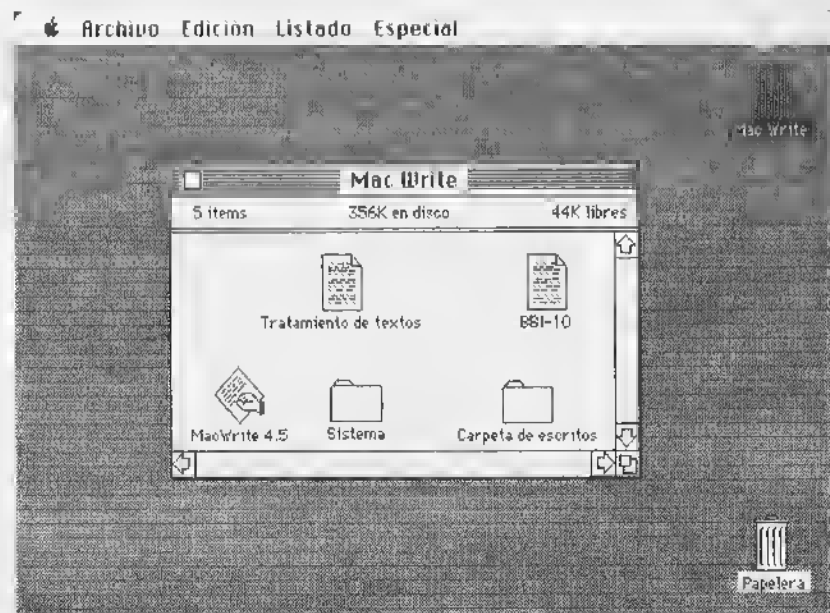 Archivo Edición Listado Especial
Mac Write
Mac Write
5 items 356K en disco 44K libres
Tratamiento de textos BBI-10
MacWrite 4.5 Sistema Carpeta de escritos
Papelera